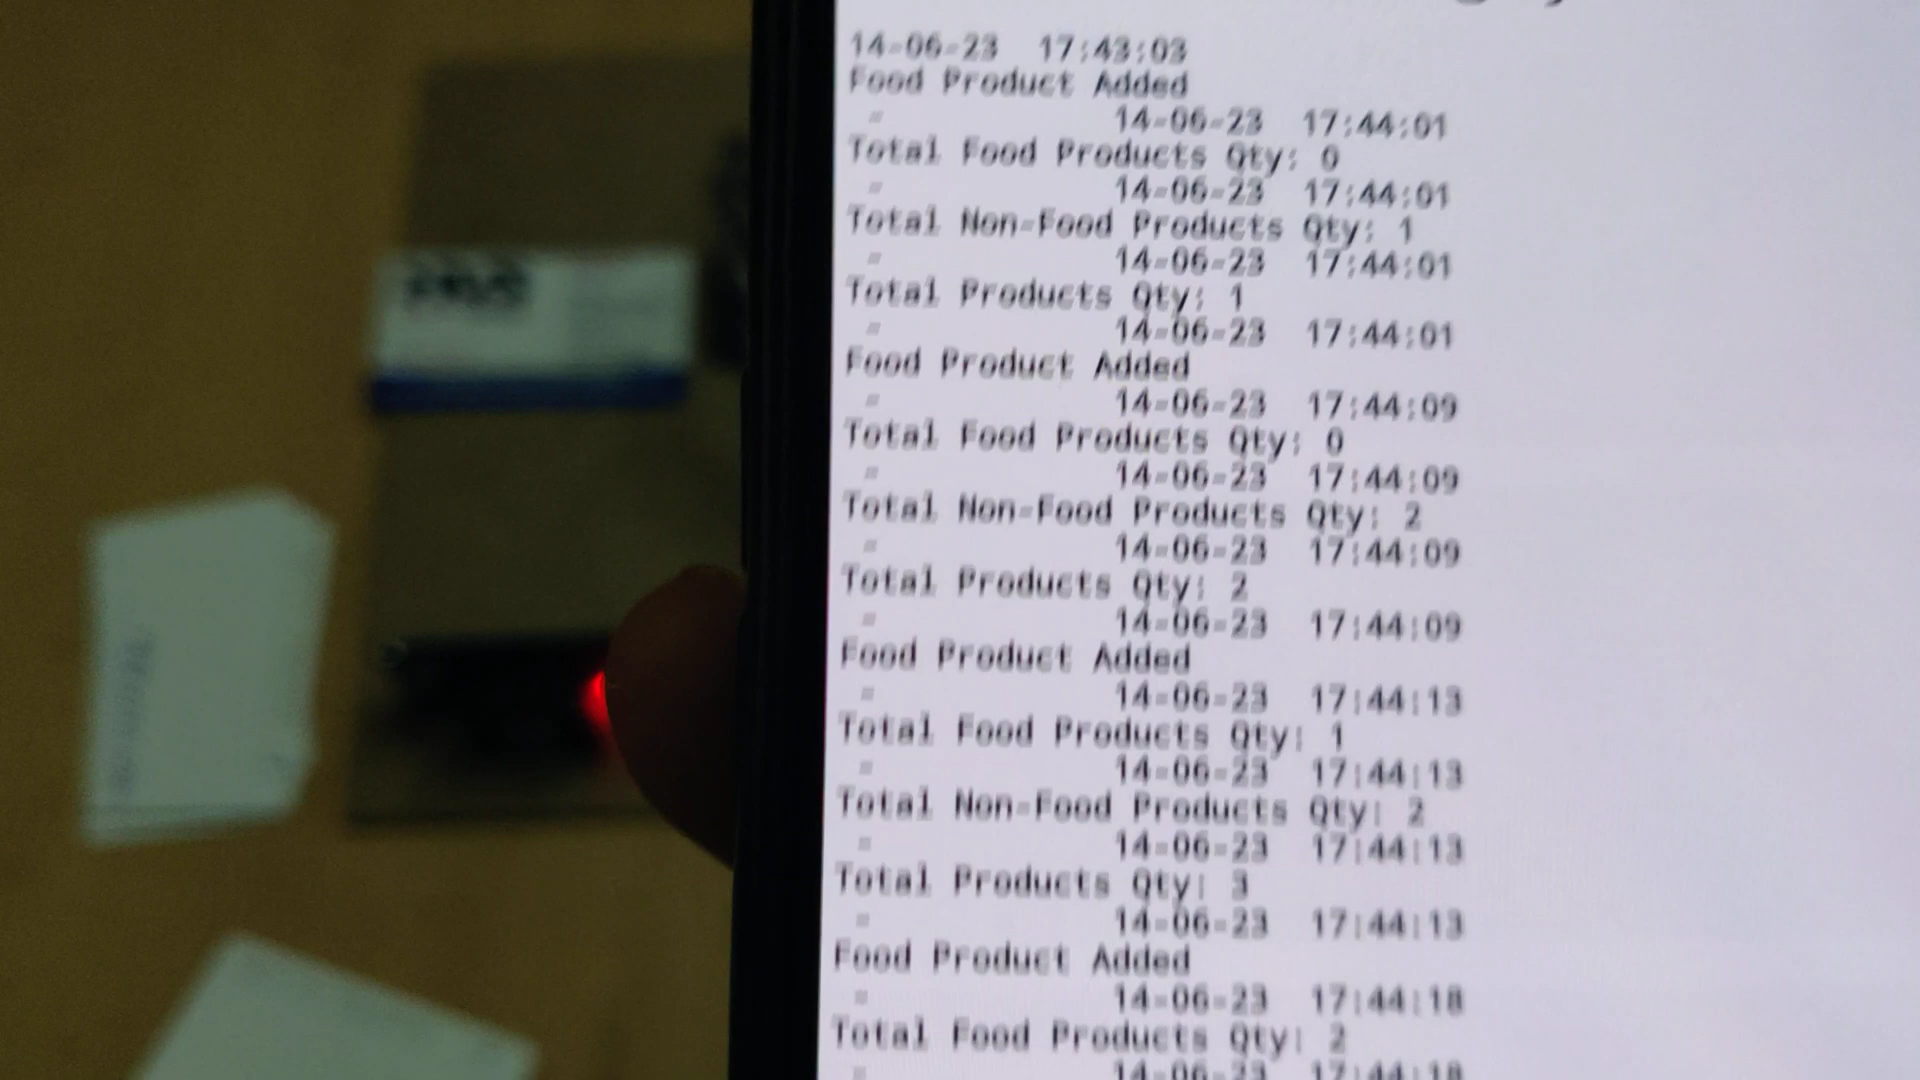 14-06-23 17:43:03
Food Product Added
" 14-06-23 17:44:01
Total Food Products Qty: 0
" 14-06-23 17:44:01
Total Non-Food Products Qty: 1
" 14-06-23 17:44:01
Total Products Qty: 1
" 14-06-23 17:44:01
Food Product Added
" 14-06-23 17:44:09
Total Food Products Qty: 0
" 14-06-23 17:44:09
Total Non-Food Products Qty: 2
" 14-06-23 17:44:09
Total Products Qty: 2
" 14-06-23 17:44:09
Food Product Added
" 14-06-23 17:44:13
Total Food Products Qty: 1
" 14-06-23 17:44:13
Total Non-Food Products Qty: 2
" 14-06-23 17:44:13
Total Products Qty: 3
" 14-06-23 17:44:13
Food Product Added
" 14-06-23 17:44:18
Total Food Products Qty: 2
" 14-06-23 17:44:18